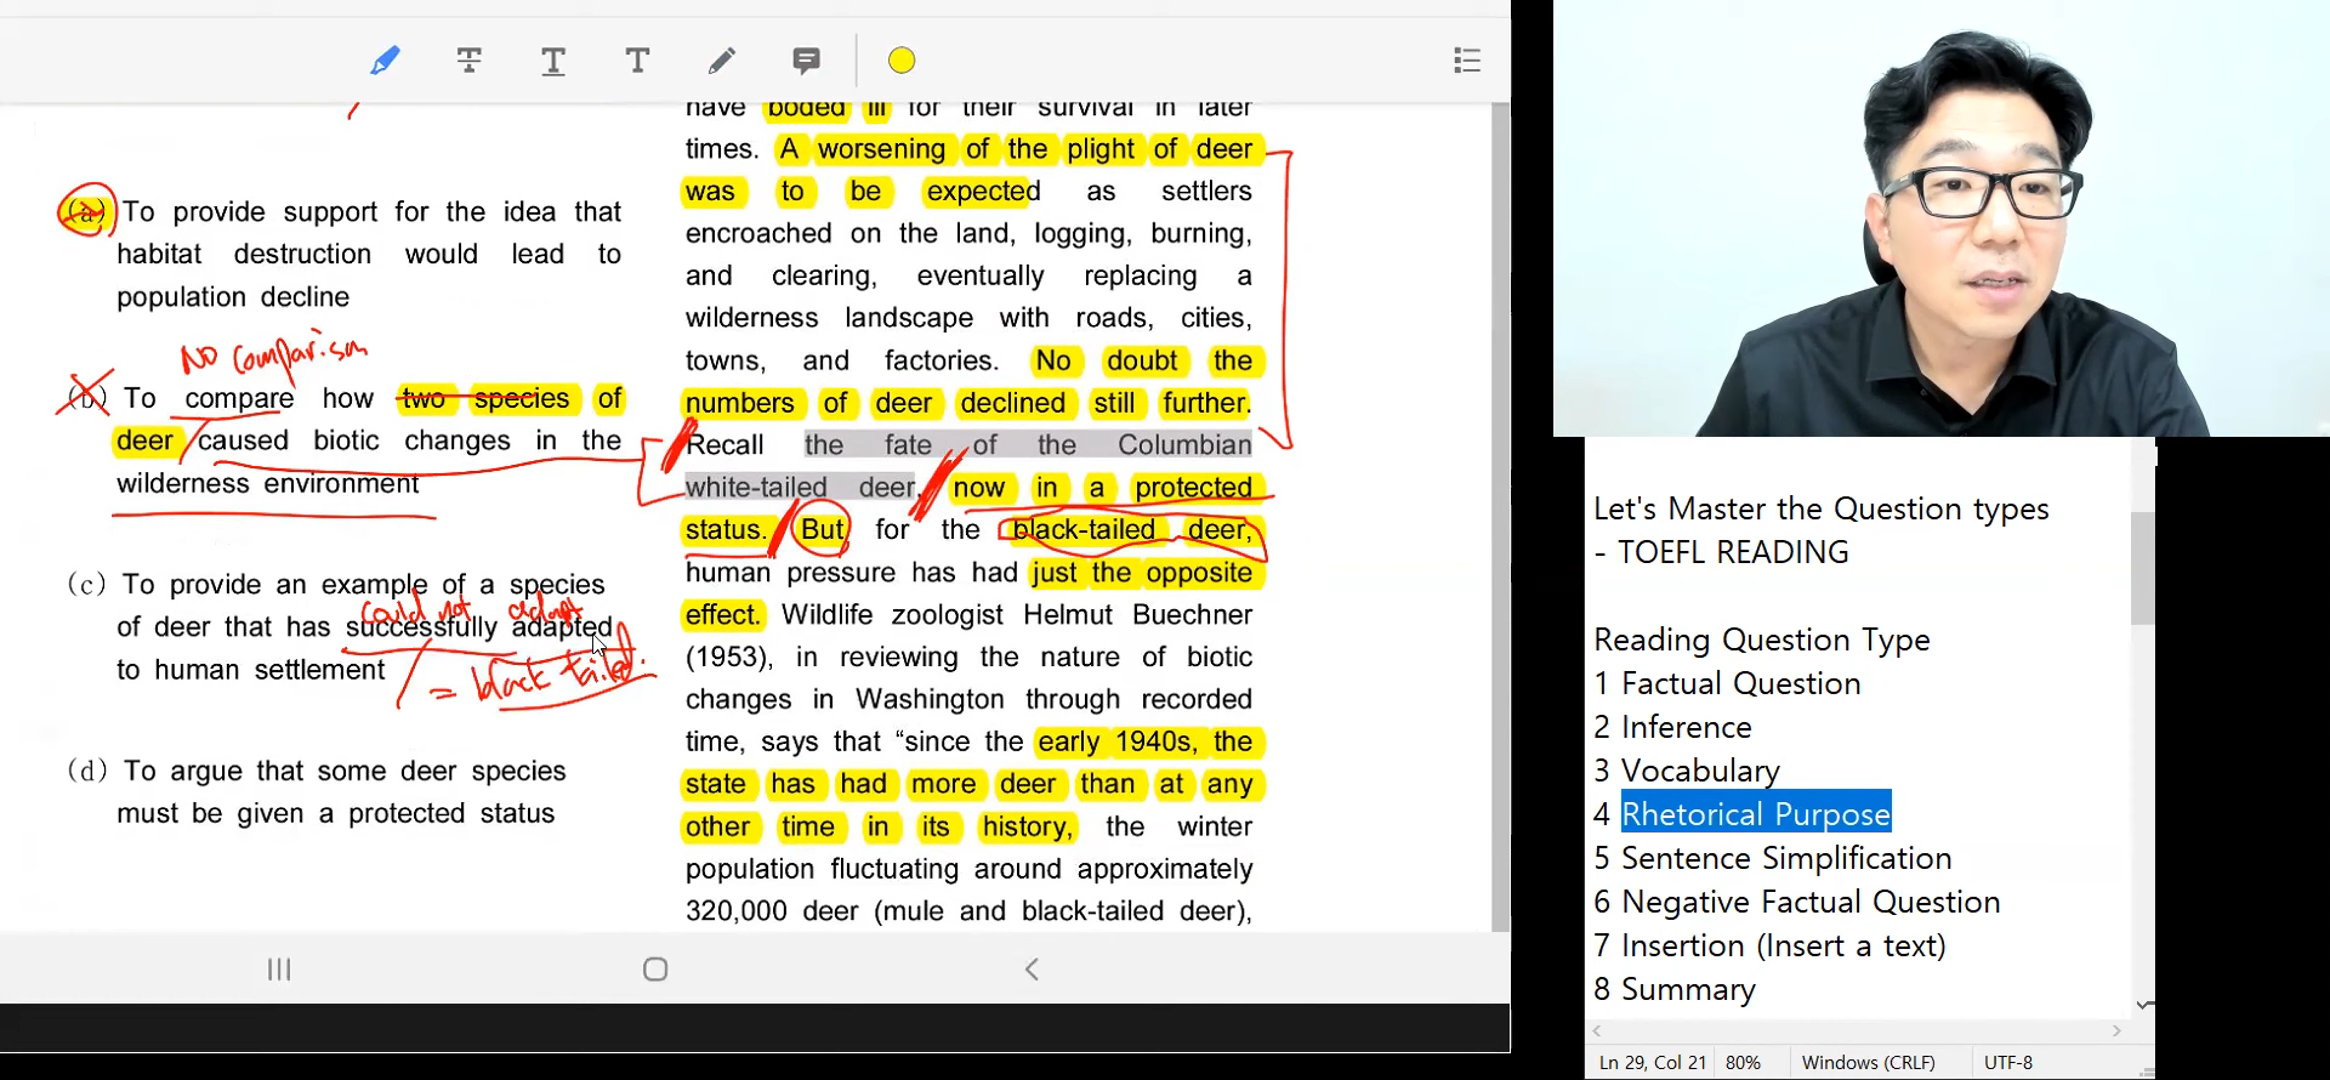 (a) To provide support for the idea that
habitat destruction would lead to
population decline
No comparison
(b) To compare how two species of
deer caused biotic changes in the
wilderness environment
(c) To provide an example of a species
could not adapt
of deer that has successfully adapted
to human settlement
= black tailed.
(d) To argue that some deer species
must be given a protected status
have boded ill for their survival in later
times. A worsening of the plight of deer
was to be expected as settlers
encroached on the land, logging, burning,
and clearing, eventually replacing a
wilderness landscape with roads, cities,
towns, and factories. No doubt the
numbers of deer declined still further.
Recall the fate of the Columbian
white-tailed deer, now in a protected
status. But for the black-tailed deer,
human pressure has had just the opposite
effect. Wildlife zoologist Helmut Buechner
(1953), in reviewing the nature of biotic
changes in Washington through recorded
time, says that “since the early 1940s, the
state has had more deer than at any
other time in its history, the winter
population fluctuating around approximately
320,000 deer (mule and black-tailed deer),
Let's Master the Question types
- TOEFL READING
Reading Question Type
1 Factual Question
2 Inference
3 Vocabulary
4 Rhetorical Purpose
5 Sentence Simplification
6 Negative Factual Question
7 Insertion (Insert a text)
8 Summary
Ln 29, Col 21 80% Windows (CRLF) UTF-8